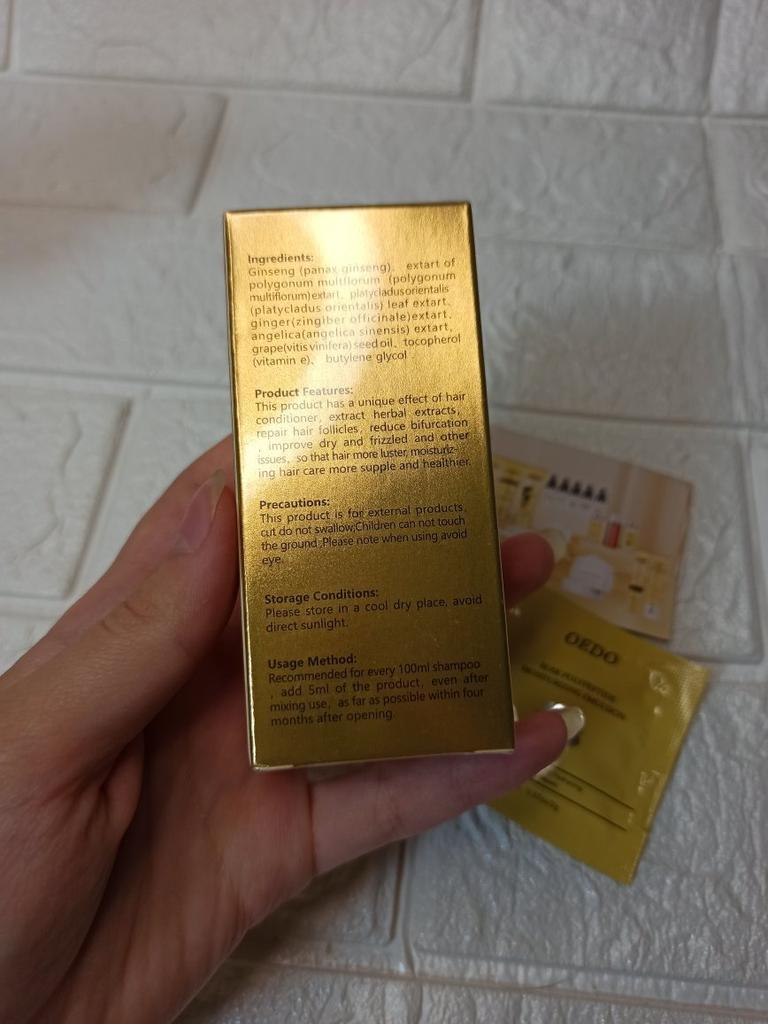 Ingredients:
Ginseng (panax ginseng)、 extart of
polygonum multflorum (polygonum
multiflorum)extart、platycladusorientalis
(platycladus orientalis) leaf extart、
ginger(zingiber officinale)extart、
angelica(angelica sinensis) extart、
grape(vitis vinifera)seed oil、tocopherol
(vitamin e)、 butylene glycol
Product Features:
This product has a unique effect of hair
conditioner, extract herbal extracts,
repair hair follicles, reduce bifurcation
, improve dry and frizzled and other
issues, so that hair more luster, moisturiz-
ing hair care more supple and healthier.
Precautions:
This product is for external products,
cut do not swallow;Children can not touch
the ground ;Please note when using avoid
eye.
Storage Conditions:
Please store in a cool dry place, avoid
direct sunlight.
Usage Method:
Recommended for every 100ml shampoo
, add 5ml of the product, even after
mixing use, as far as possible within four
months after opening.
OEDO